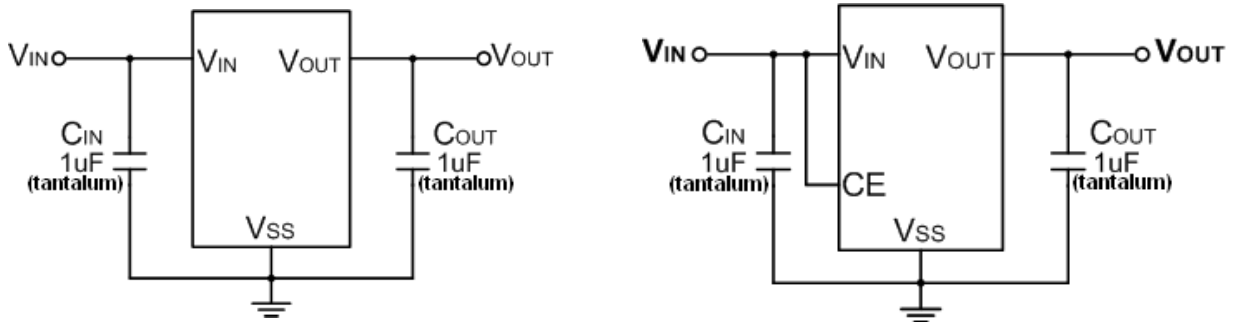 VIN VIN VOUT VOUT
CIN
1uF
(tantalum)
COUT
1uF
(tantalum)
VSS
VIN VIN VOUT VOUT
CIN
1uF
(tantalum)
CE
COUT
1uF
(tantalum)
VSS